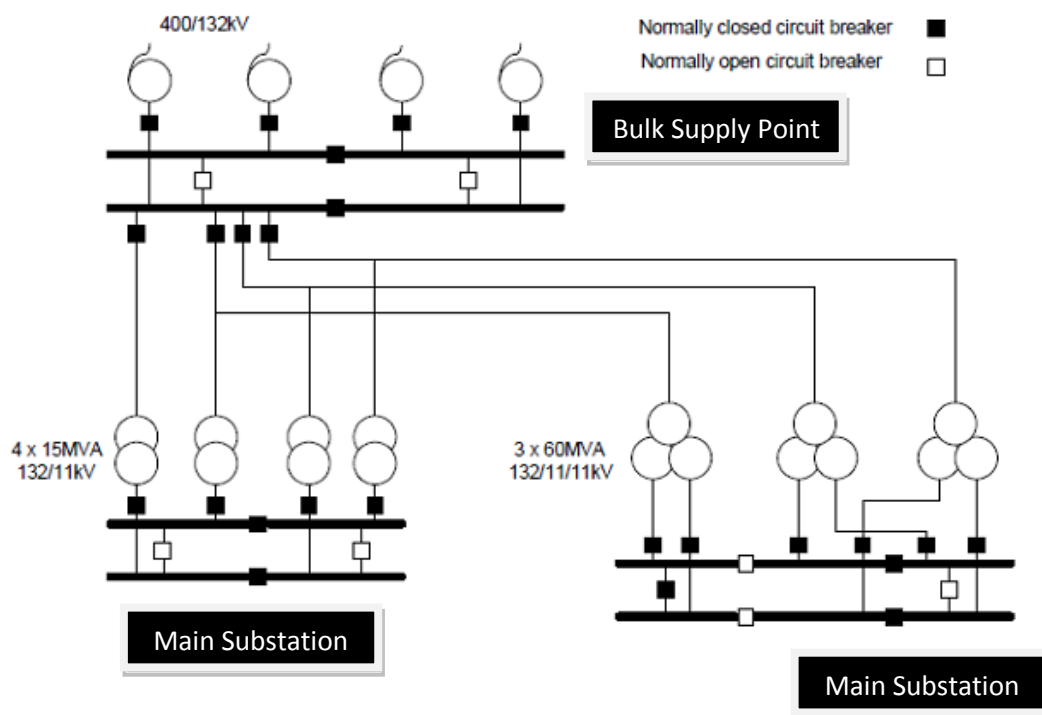 400/132kV
Normally closed circuit breaker
Normally open circuit breaker
Bulk Supply Point
4 x 15MVA
132/11kV
3 x 60MVA
132/11/11kV
Main Substation
Main Substation